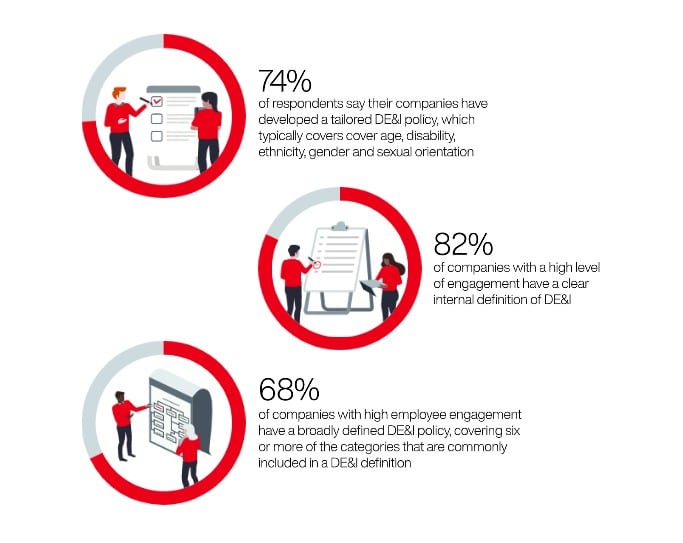 74%
of respondents say their companies have
developed a tailored DE&I policy, which
typically covers cover age, disability,
ethnicity, gender and sexual orientation
82%
of companies with a high level
of engagement have a clear
internal definition of DE&I
68%
of companies with high employee engagement
have a broadly defined DE&I policy, covering six
or more of the categories that are commonly
included in a DE&I definition